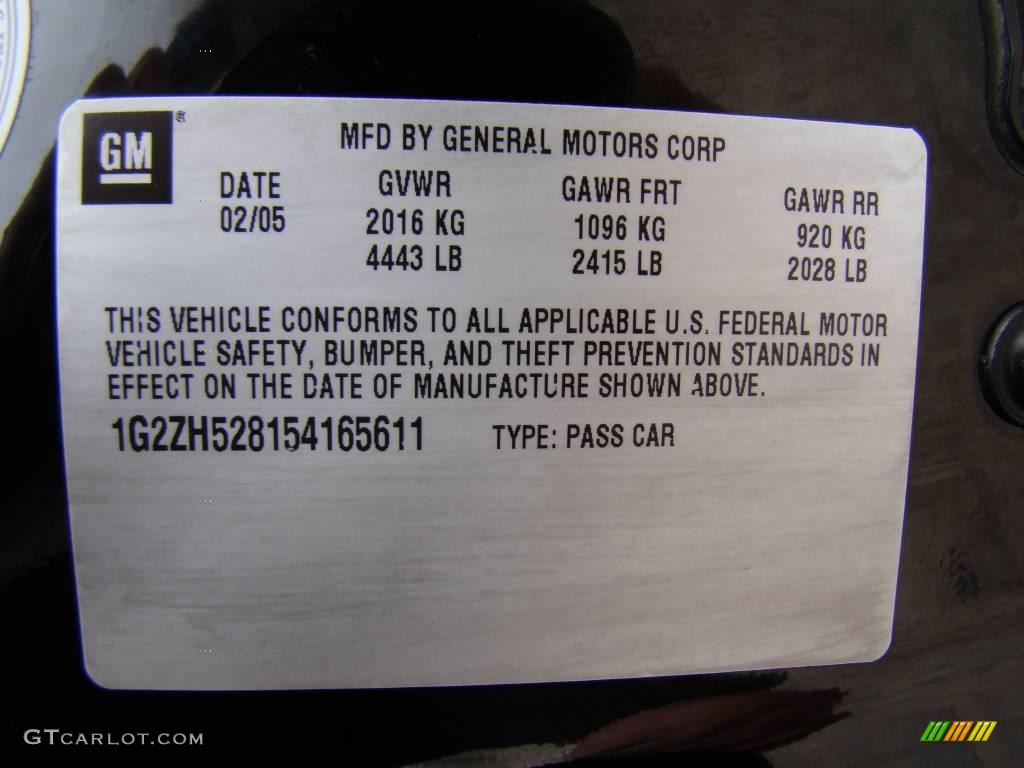 GM ®
MFD BY GENERAL MOTORS CORP
DATE GVWR GAWR FRT GAWR RR
02/05 2016 KG 1096 KG 920 KG
4443 LB 2415 LB 2028 LB
THIS VEHICLE CONFORMS TO ALL APPLICABLE U.S. FEDERAL MOTOR
VEHICLE SAFETY, BUMPER, AND THEFT PREVENTION STANDARDS IN
EFFECT ON THE DATE OF MANUFACTURE SHOWN ABOVE.
1G2ZH528154165611 TYPE: PASS CAR
GTCARLOT.COM